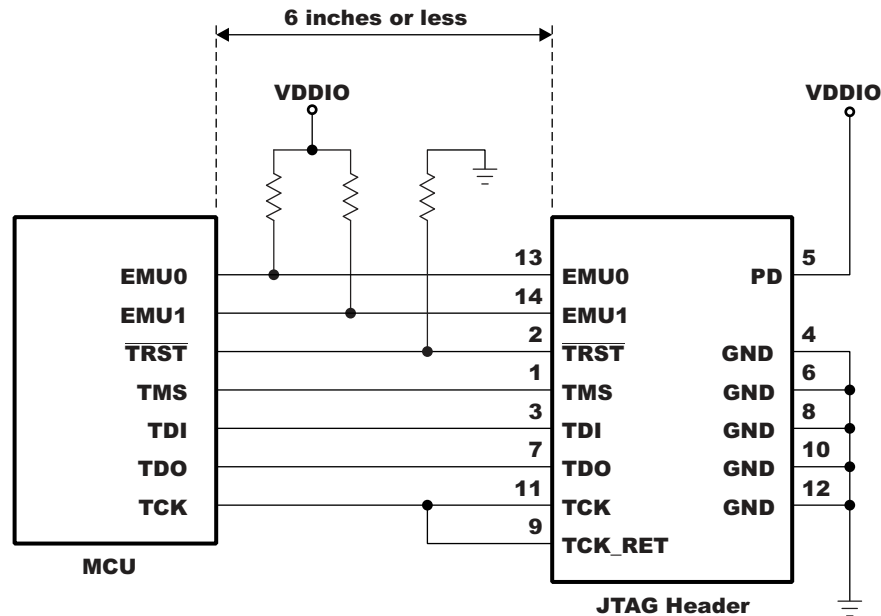 6 inches or less
VDDIO
VDDIO
13
5
EMU0
EMU0
PD
14
EMU1
EMU1
2
4
TRST
TRST
GND
1
6
TMS
TMS
GND
3
8
TDI
TDI
GND
7
10
TDO
TDO
GND
11
12
TCK
TCK
GND
9
TCK_RET
MCU
JTAG Header